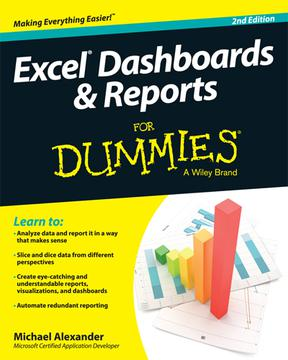 Making Everything Easier!™
2nd Edition
Excel® Dashboards
& Reports
FOR
DUMMIES®
A Wiley Brand
Learn to:
• Analyze data and report it in a way
that makes sense
• Slice and dice data from different
perspectives
• Create eye-catching and
understandable reports,
visualizations, and dashboards
• Automate redundant reporting
Michael Alexander
Microsoft Certified Application Developer